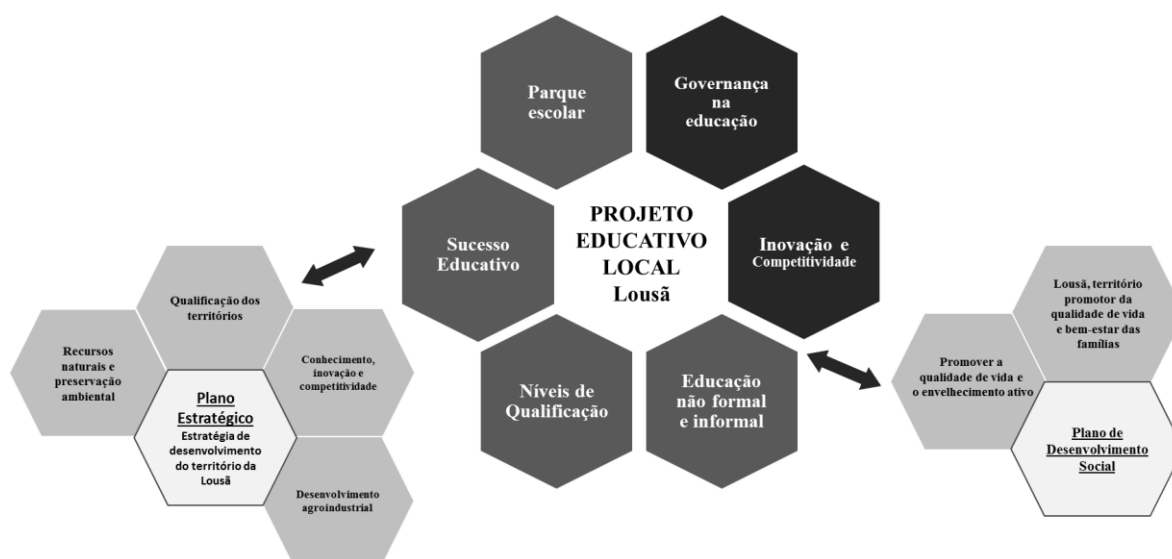 Parque
escolar
Governança
na
educação
Sucesso
Educativo
PROJETO
EDUCATIVO
LOCAL
Lousã
Inovação e
Competitividade
Níveis de
Qualificação
Educação
não formal
e informal
Qualificação dos
territórios
Recursos
naturais e
preservação
ambiental
Conhecimento,
inovação e
competitividade
Plano
Estratégico
Estratégia de
desenvolvimento
do território da
Lousã
Desenvolvimento
agroindustrial
Lousã, território
promotor da
qualidade de vida
e bem-estar das
famílias
Promover a
qualidade de vida e
o envelhecimento ativo
Plano de
Desenvolvimento
Social